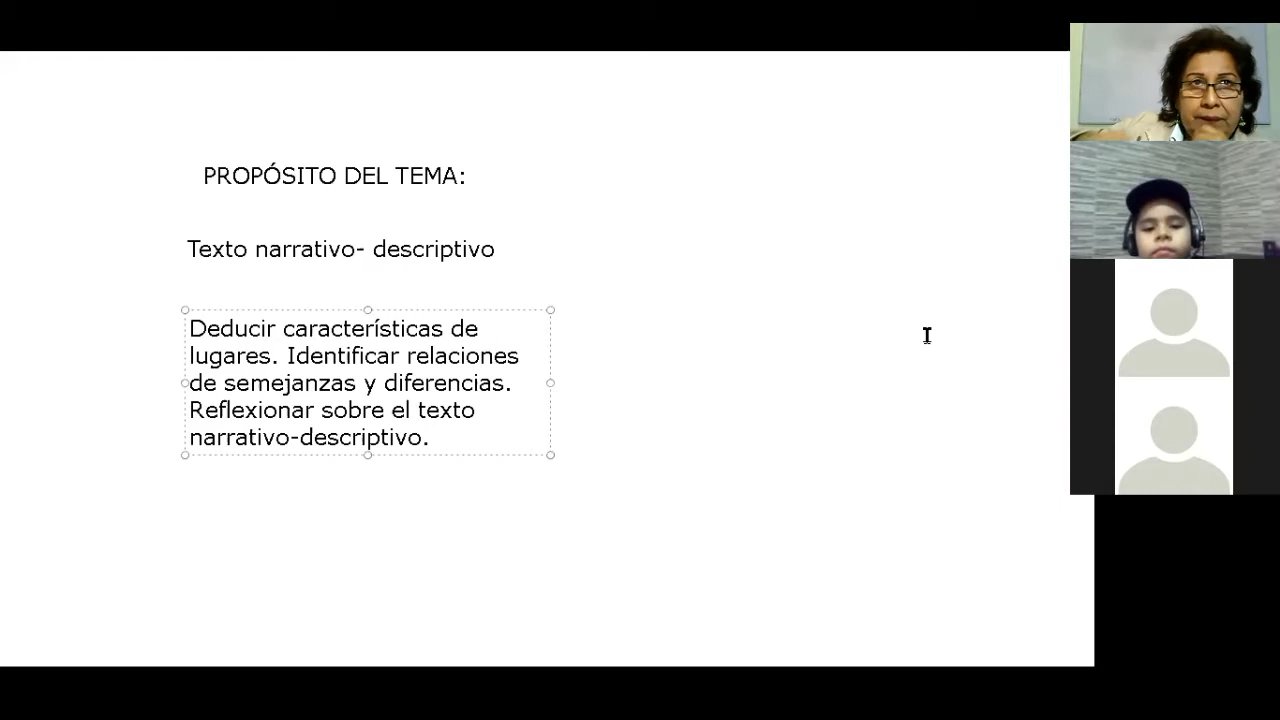 PROPÓSITO DEL TEMA:
Texto narrativo- descriptivo
Deducir características de
lugares. Identificar relaciones
de semejanzas y diferencias.
Reflexionar sobre el texto
narrativo-descriptivo.